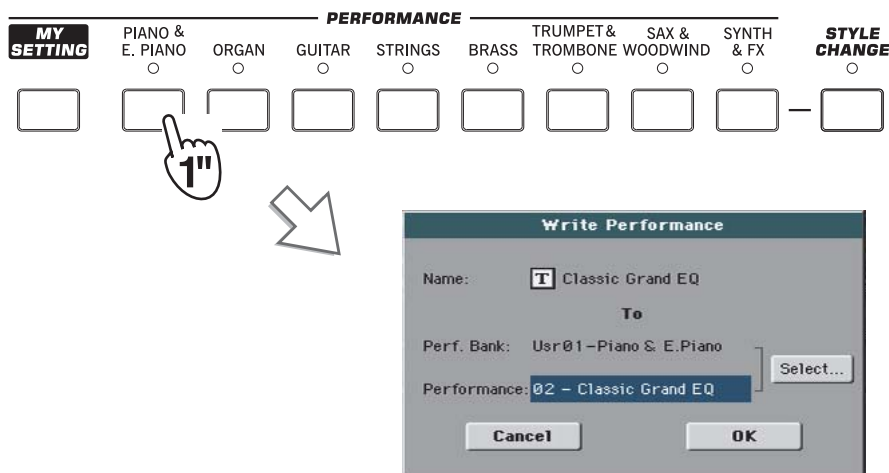 PERFORMANCE
MY SETTING
PIANO & E. PIANO
ORGAN
GUITAR
STRINGS
BRASS
TRUMPET & TROMBONE
SAX & WOODWIND
SYNTH & FX
STYLE CHANGE
1"
Write Performance
Name: T Classic Grand EQ
To
Perf. Bank: Usr01-Piano & E.Piano
Select...
Performance: 02 - Classic Grand EQ
Cancel OK